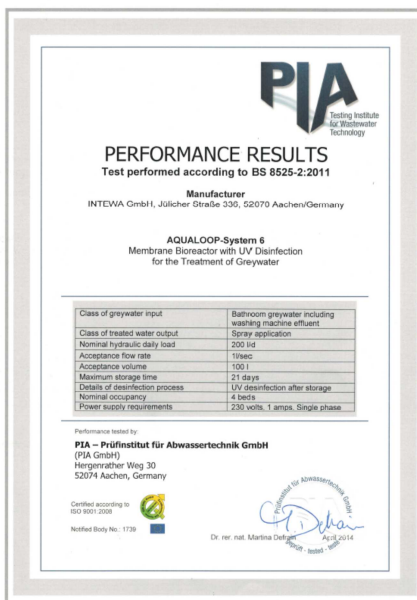 PIA
Testing Institute
for Wastewater
Technology
PERFORMANCE RESULTS
Test performed according to BS 8525-2:2011
Manufacturer
INTEWA GmbH, Jülicher Straße 336, 52070 Aachen/Germany
AQUALOOP-System 6
Membrane Bioreactor with UV Disinfection
for the Treatment of Greywater
Class of greywater input Bathroom greywater including
washing machine effluent
Class of treated water output Spray application
Nominal hydraulic daily load 200 l/d
Acceptance flow rate 1l/sec
Acceptance volume 100 l
Maximum storage time 21 days
Details of desinfection process UV desinfection after storage
Nominal occupancy 4 beds
Power supply requirements 230 volts, 1 amps, Single phase
Performance tested by:
PIA – Prüfinstitut für Abwassertechnik GmbH
(PIA GmbH)
Hergenrather Weg 30
52074 Aachen, Germany
Certified according to
ISO 9001:2008
Notified Body No.: 1739
Prüfinstitut für Abwassertechnik GmbH
geprüft - tested -
Dr. rer. nat. Martina Defrain April 2014